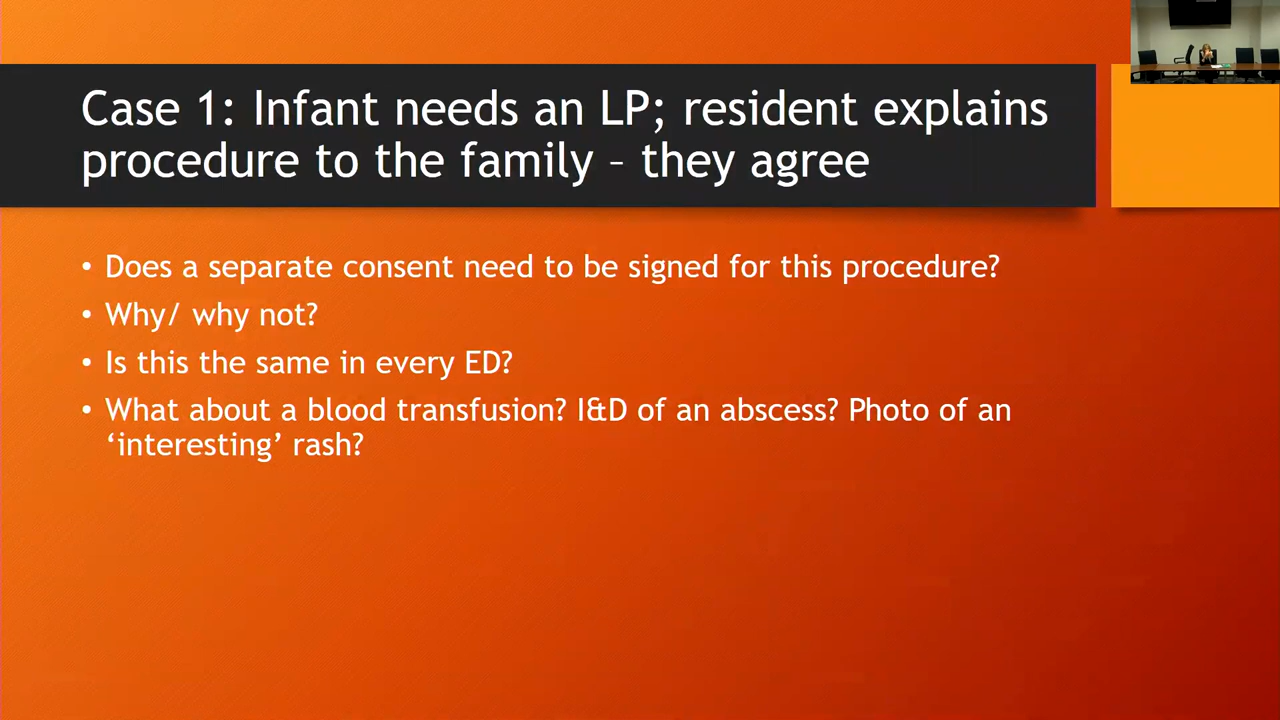 Case 1: Infant needs an LP; resident explains
procedure to the family – they agree
• Does a separate consent need to be signed for this procedure?
• Why/ why not?
• Is this the same in every ED?
• What about a blood transfusion? I&D of an abscess? Photo of an
‘interesting’ rash?